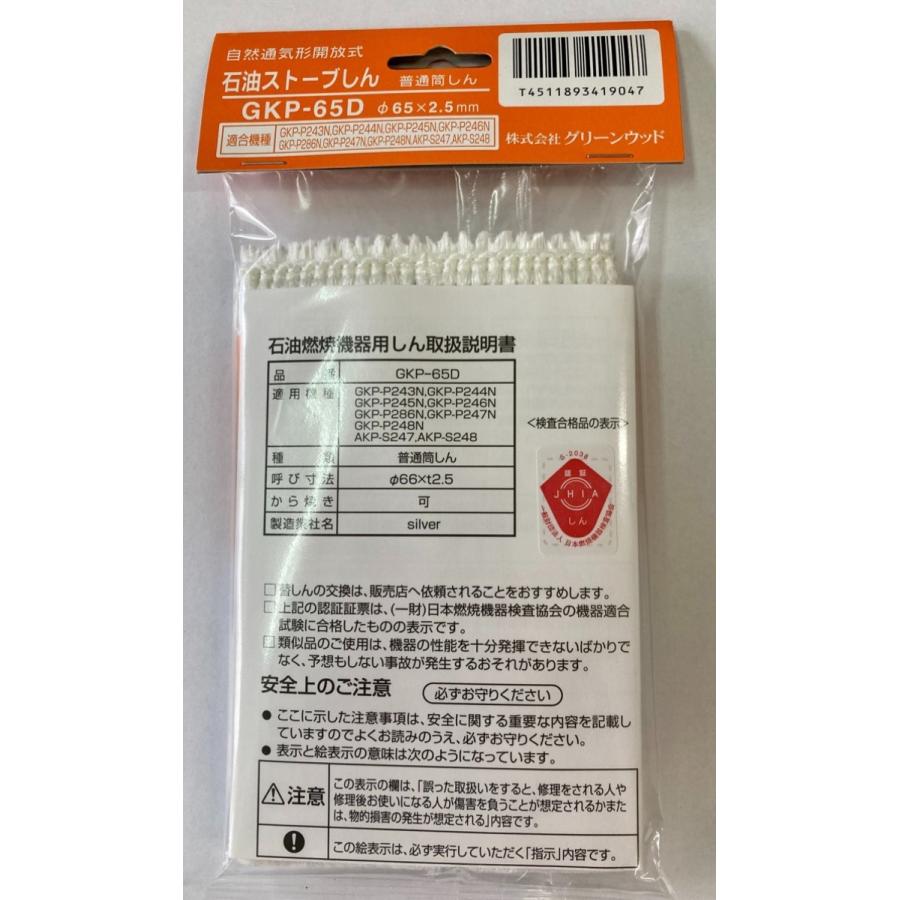 自然通気形開放式
石油ストーブしん 普通筒しん
GKP-65D φ65×2.5mm
適合機種 GKP-P243N,GKP-P244N,GKP-P245N,GKP-P246N
GKP-P286N,GKP-P247N,GKP-P248N,AKP-S247,AKP-S248
T4511893419047
株式会社 グリーンウッド
石油燃焼機器用しん取扱説明書
品 番 GKP-65D
適用機種 GKP-P243N,GKP-P244N
GKP-P245N,GKP-P246N
GKP-P286N,GKP-P247N
GKP-P248N
AKP-S247,AKP-S248
種 類 普通筒しん
呼び寸法 φ66×t2.5
から焼き 可
製造業社名 silver
<検査合格品の表示>
S-2038
認証
JHIA
しん
一般財団法人 日本燃焼機器検査協会
□替しんの交換は、販売店へ依頼されることをおすすめします。
□上記の認証証票は、(一財)日本燃焼機器検査協会の機器適合
試験に合格したものの表示です。
□類似品のご使用は、機器の性能を十分発揮できないばかりで
なく、予想もしない事故が発生するおそれがあります。
安全上のご注意 必ずお守りください
●ここに示した注意事項は、安全に関する重要な内容を記載し
ていますのでよくお読みのうえ、必ずお守りください。
●表示と絵表示の意味は次のようになっています。
⚠注意 この表示の欄は、「誤った取扱いをすると、修理をされる人や
修理後お使いになる人が傷害を負うことが想定されるかまた
は、物的損害の発生が想定される」内容です。
! この絵表示は、必ず実行していただく「指示」内容です。